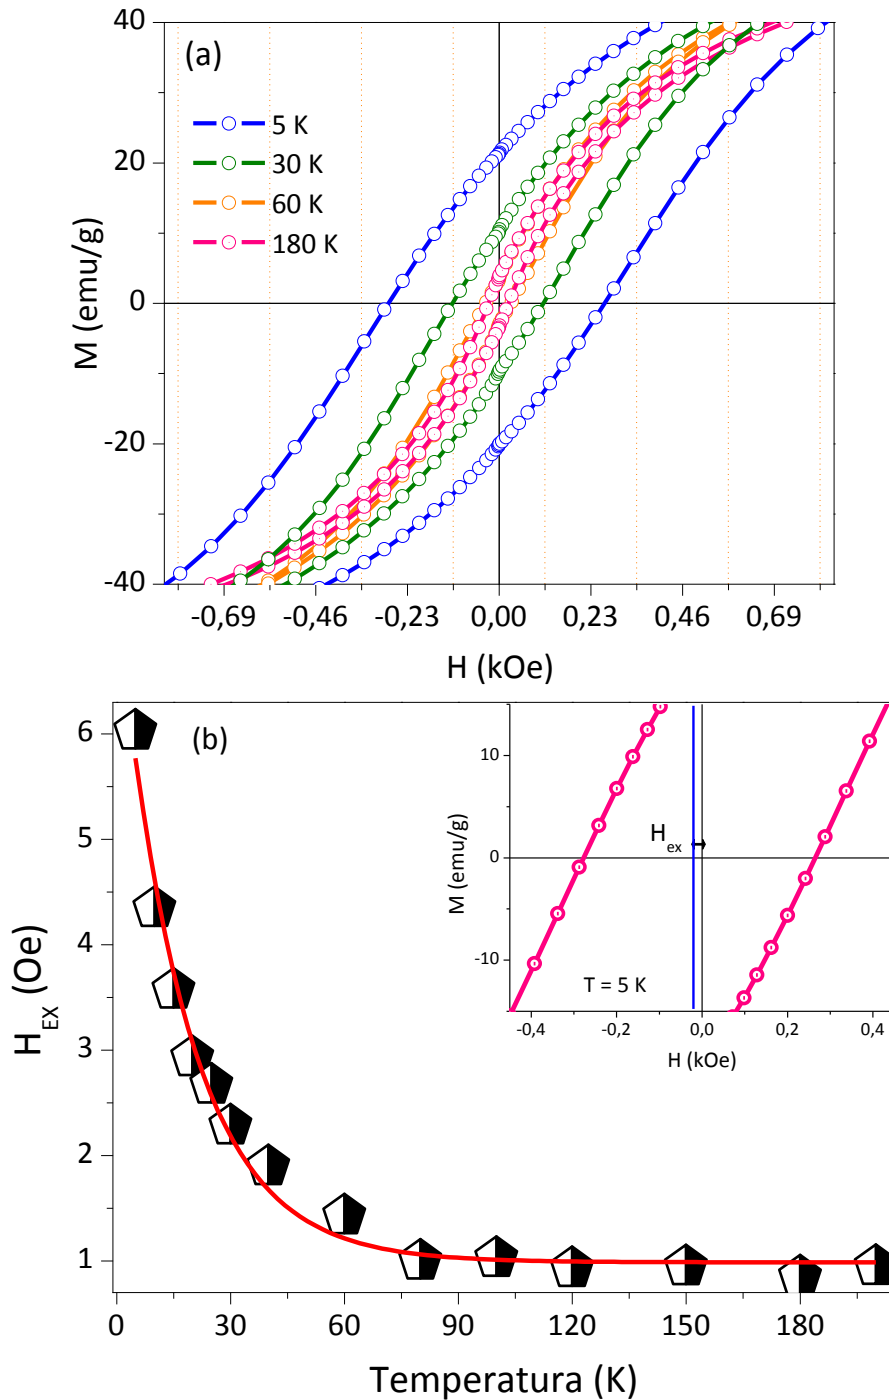 (a)
40
20
0
-20
-40
M (emu/g)
5 K
30 K
60 K
180 K
-0,69 -0,46 -0,23 0,00 0,23 0,46 0,69
H (kOe)
(b)
6
5
4
3
2
1
H_EX (Oe)
0 30 60 90 120 150 180
Temperatura (K)
10
0
-10
M (emu/g)
H_ex
T = 5 K
-0,4 -0,2 0,0 0,2 0,4
H (kOe)